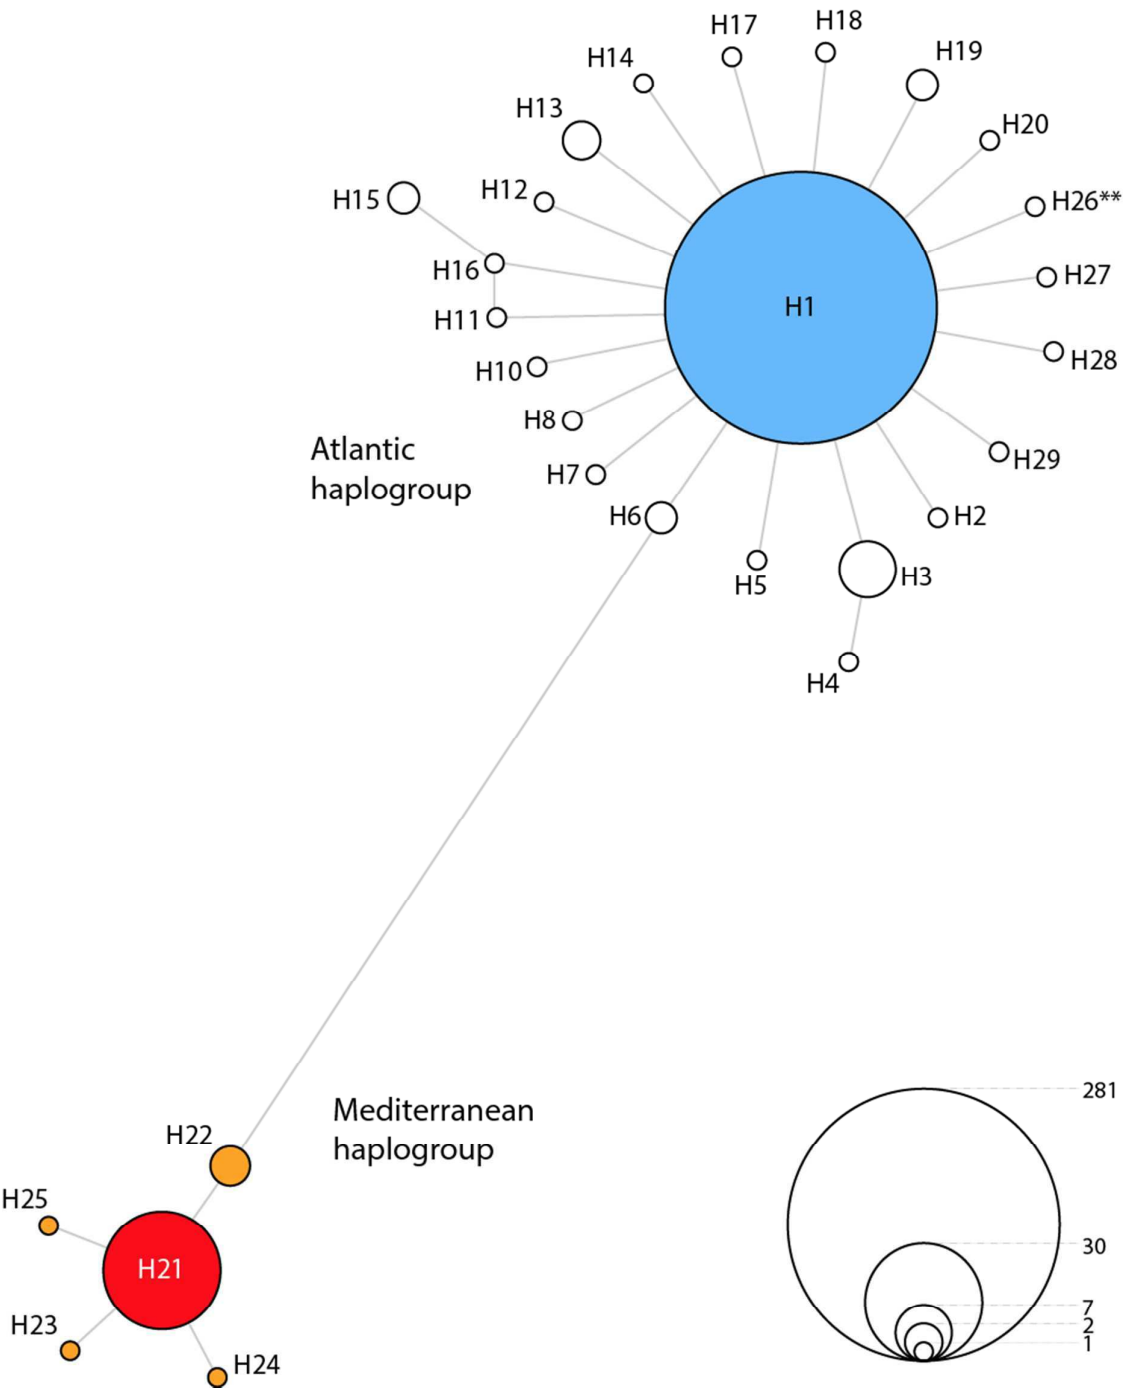 H17
H18
H14
H19
H13
H20
H15
H12
H26**
H16
H27
H1
H11
H10
H28
H8
Atlantic
haplogroup
H7
H29
H6
H2
H5
H3
H4
Mediterranean
haplogroup
H22
H25
H21
H23
H24
281
30
7
2
1